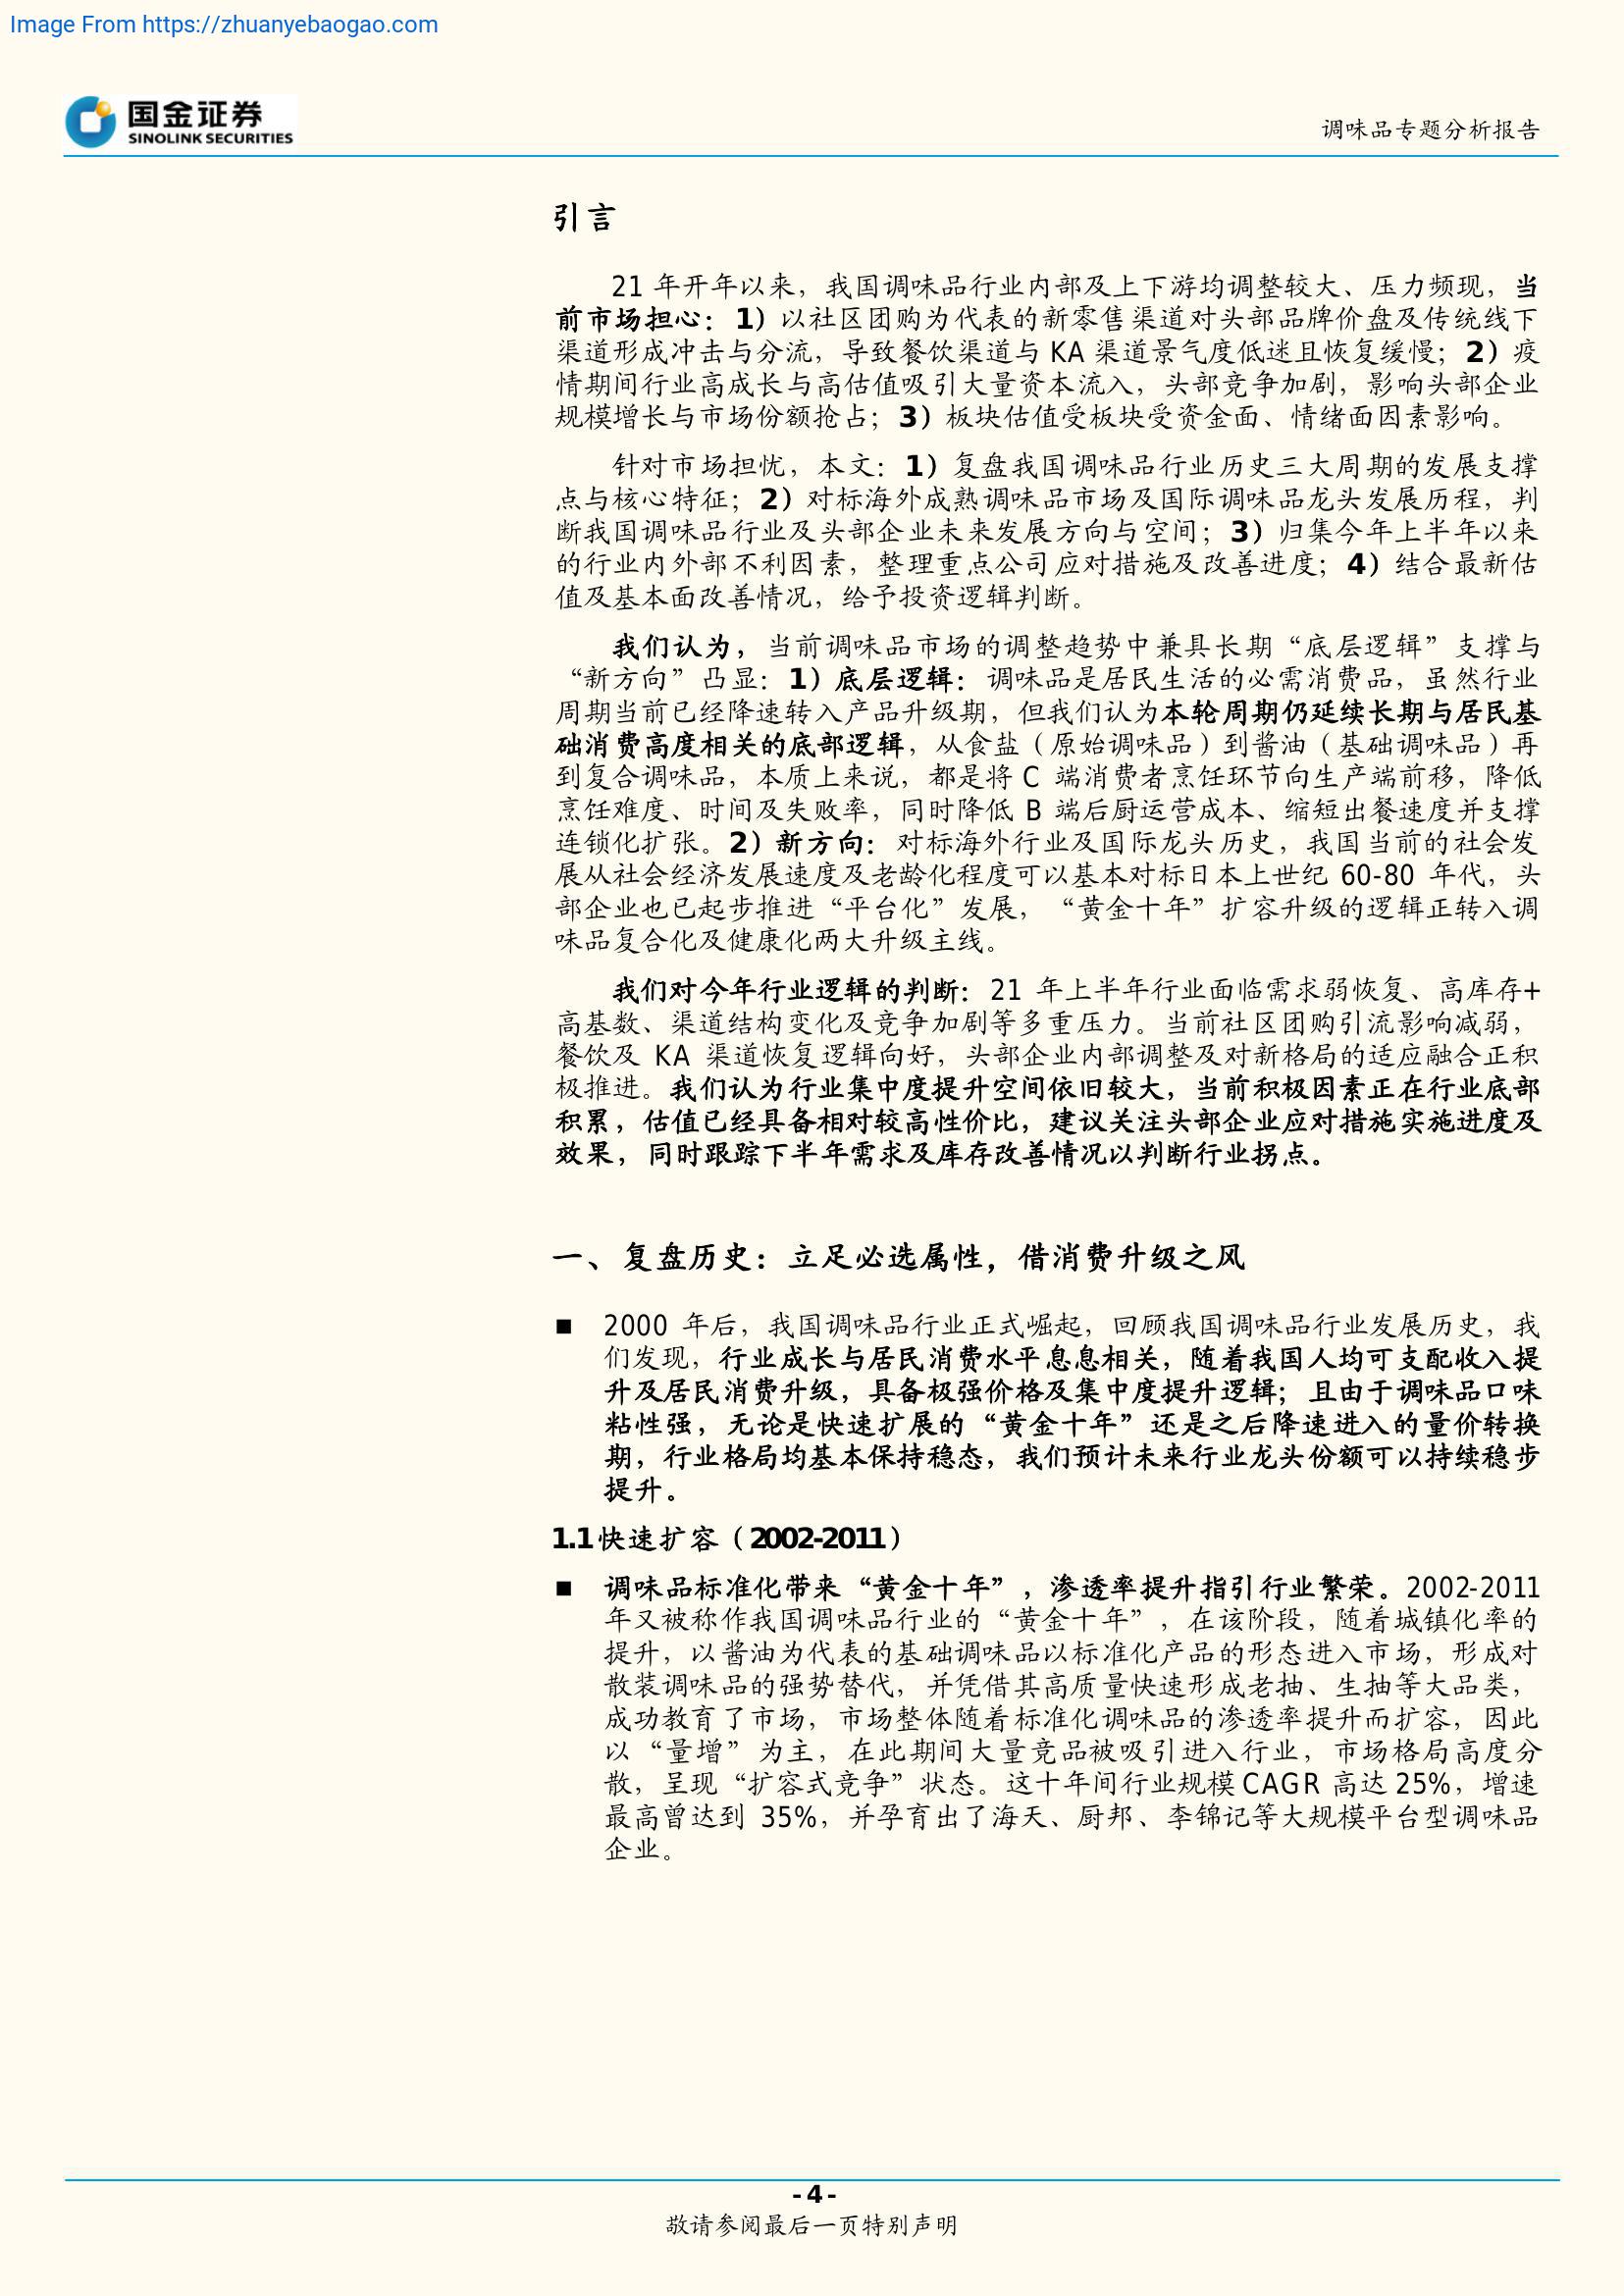 Image From https://zhuanyebaogao.com
国金证券
SINOLINK SECURITIES
调味品专题分析报告
引言
21 年开年以来，我国调味品行业内部及上下游均调整较大、压力频现，当
前市场担心：1）以社区团购为代表的新零售渠道对头部品牌价盘及传统线下
渠道形成冲击与分流，导致餐饮渠道与 KA 渠道景气度低迷且恢复缓慢；2）疫
情期间行业高成长与高估值吸引大量资本流入，头部竞争加剧，影响头部企业
规模增长与市场份额抢占；3）板块估值受板块受资金面、情绪面因素影响。
针对市场担忧，本文：1）复盘我国调味品行业历史三大周期的发展支撑
点与核心特征；2）对标海外成熟调味品市场及国际调味品龙头发展历程，判
断我国调味品行业及头部企业未来发展方向与空间；3）归集今年上半年以来
的行业内外部不利因素，整理重点公司应对措施及改善进度；4）结合最新估
值及基本面改善情况，给予投资逻辑判断。
我们认为，当前调味品市场的调整趋势中兼具长期“底层逻辑”支撑与
“新方向”凸显：1）底层逻辑：调味品是居民生活的必需消费品，虽然行业
周期当前已经降速转入产品升级期，但我们认为本轮周期仍延续长期与居民基
础消费高度相关的底部逻辑，从食盐（原始调味品）到酱油（基础调味品）再
到复合调味品，本质上来说，都是将 C 端消费者烹饪环节向生产端前移，降低
烹饪难度、时间及失败率，同时降低 B 端后厨运营成本、缩短出餐速度并支撑
连锁化扩张。2）新方向：对标海外行业及国际龙头历史，我国当前的社会发
展从社会经济发展速度及老龄化程度可以基本对标日本上世纪 60-80 年代，头
部企业也已起步推进“平台化”发展，“黄金十年”扩容升级的逻辑正转入调
味品复合化及健康化两大升级主线。
我们对今年行业逻辑的判断：21 年上半年行业面临需求弱恢复、高库存+
高基数、渠道结构变化及竞争加剧等多重压力。当前社区团购引流影响减弱，
餐饮及 KA 渠道恢复逻辑向好，头部企业内部调整及对新格局的适应融合正积
极推进。我们认为行业集中度提升空间依旧较大，当前积极因素正在行业底部
积累，估值已经具备相对较高性价比，建议关注头部企业应对措施实施进度及
效果，同时跟踪下半年需求及库存改善情况以判断行业拐点。
一、复盘历史：立足必选属性，借消费升级之风
■ 2000 年后，我国调味品行业正式崛起，回顾我国调味品行业发展历史，我
们发现，行业成长与居民消费水平息息相关，随着我国人均可支配收入提
升及居民消费升级，具备极强价格及集中度提升逻辑；且由于调味品口味
粘性强，无论是快速扩展的“黄金十年”还是之后降速进入的量价转换
期，行业格局均基本保持稳态，我们预计未来行业龙头份额可以持续稳步
提升。
1.1 快速扩容（2002-2011）
■ 调味品标准化带来“黄金十年”，渗透率提升指引行业繁荣。2002-2011
年又被称作我国调味品行业的“黄金十年”，在该阶段，随着城镇化率的
提升，以酱油为代表的基础调味品以标准化产品的形态进入市场，形成对
散装调味品的强势替代，并凭借其高质量快速形成老抽、生抽等大品类，
成功教育了市场，市场整体随着标准化调味品的渗透率提升而扩容，因此
以“量增”为主，在此期间大量竞品被吸引进入行业，市场格局高度分
散，呈现“扩容式竞争”状态。这十年间行业规模 CAGR 高达 25%，增速
最高曾达到 35%，并孕育出了海天、厨邦、李锦记等大规模平台型调味品
企业。
- 4 -
敬请参阅最后一页特别声明